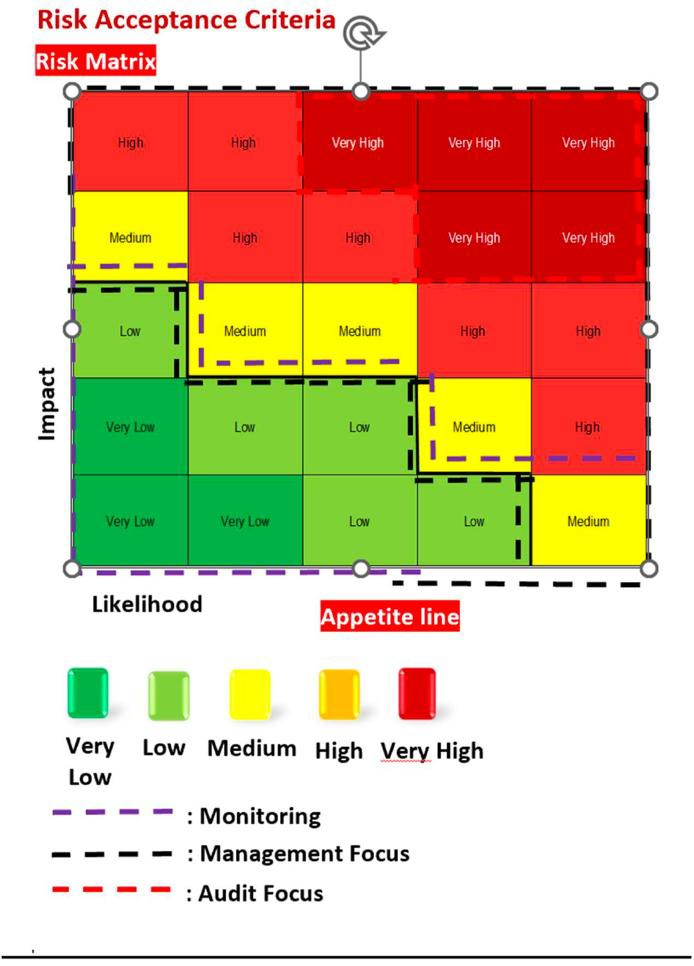 Risk Acceptance Criteria
Risk Matrix
High High Very High Very High Very High
Medium High High Very High Very High
Low Medium Medium High High
Very Low Low Low Medium High
Very Low Very Low Low Low Medium
Impact
Likelihood
Appetite line
Very Low Low Medium High Very High
: Monitoring
: Management Focus
: Audit Focus